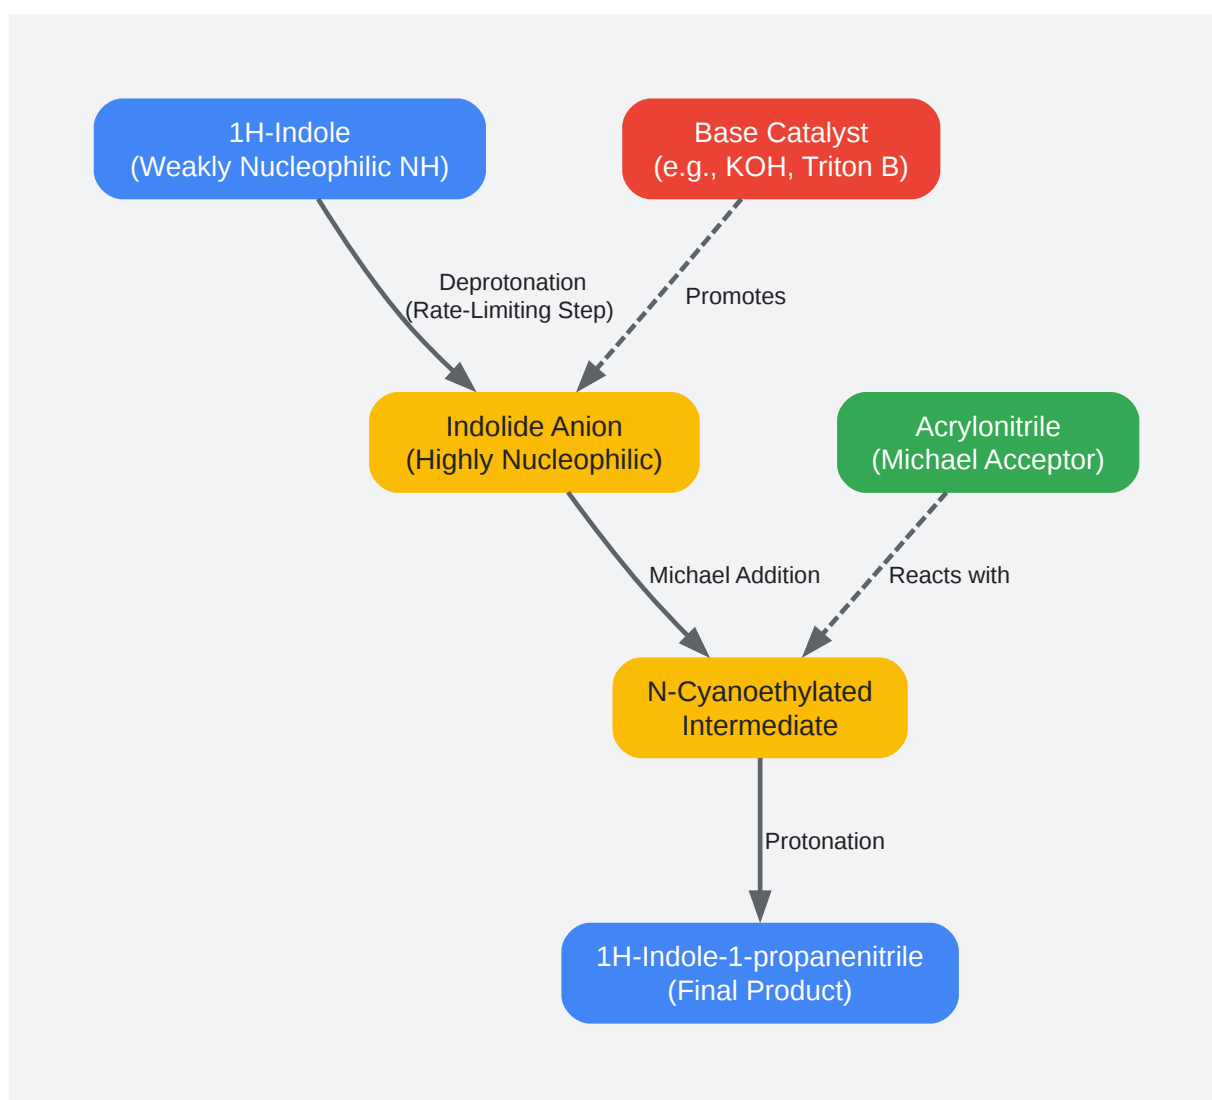 1H-Indole
(Weakly Nucleophilic NH)
Base Catalyst
(e.g., KOH, Triton B)
Deprotonation
(Rate-Limiting Step)
Promotes
Indolide Anion
(Highly Nucleophilic)
Acrylonitrile
(Michael Acceptor)
Michael Addition
Reacts with
N-Cyanoethylated
Intermediate
Protonation
1H-Indole-1-propanenitrile
(Final Product)